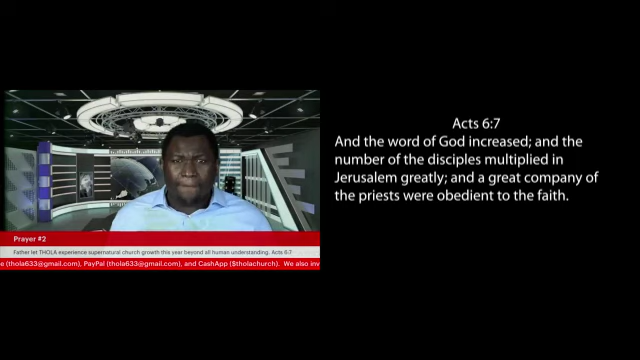 Acts 6:7
And the word of God increased; and the
number of the disciples multiplied in
Jerusalem greatly; and a great company of
the priests were obedient to the faith.
Prayer #2
Father let THOLA experience supernatural church growth this year beyond all human understanding. Acts 6:7
e (thola633@gmail.com), PayPal (thola633@gmail.com), and CashApp ($tholachurch). We also inv